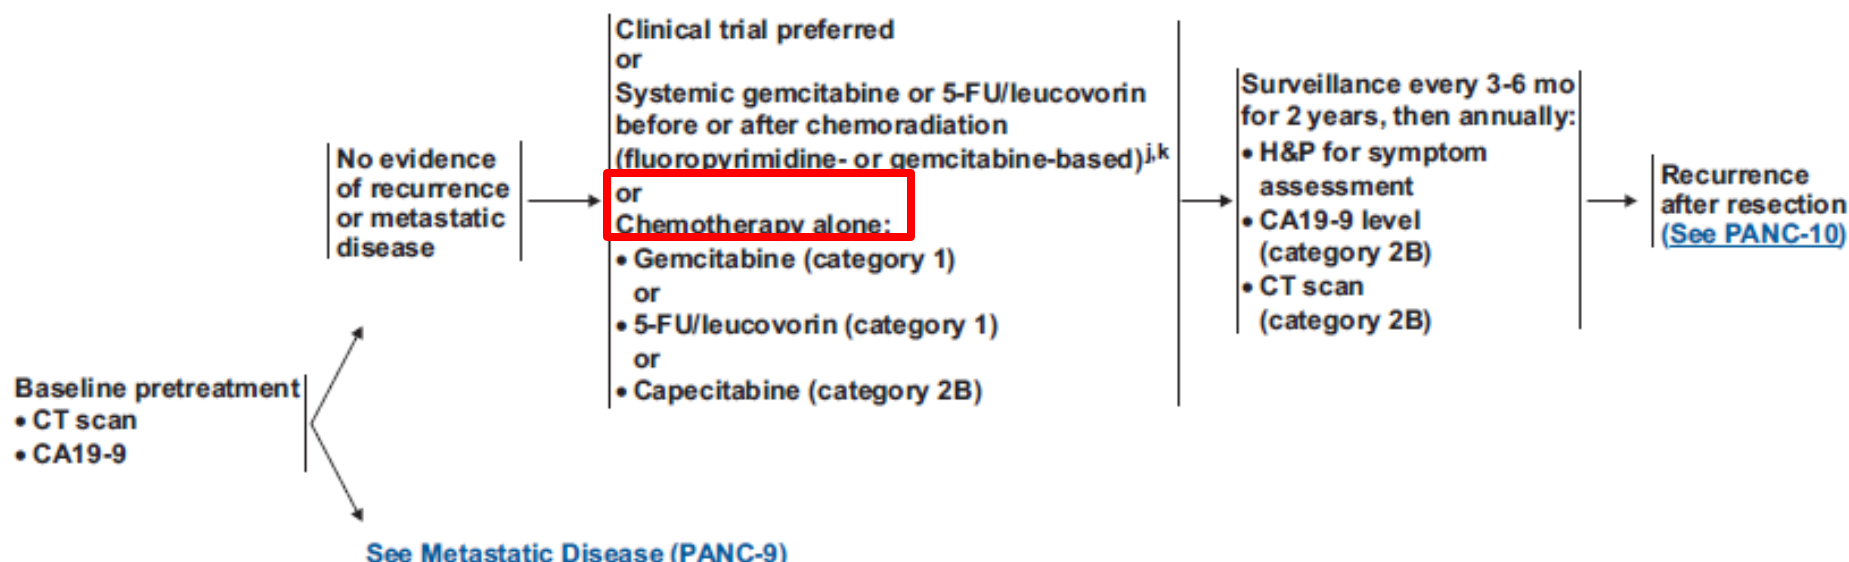 Baseline pretreatment
• CT scan
• CA19-9
No evidence
of recurrence
or metastatic
disease
See Metastatic Disease (PANC-9)
Clinical trial preferred
or
Systemic gemcitabine or 5-FU/leucovorin
before or after chemoradiation
(fluoropyrimidine- or gemcitabine-based)j,k
or
Chemotherapy alone:
• Gemcitabine (category 1)
or
• 5-FU/leucovorin (category 1)
or
• Capecitabine (category 2B)
Surveillance every 3-6 mo
for 2 years, then annually:
• H&P for symptom
assessment
• CA19-9 level
(category 2B)
• CT scan
(category 2B)
Recurrence
after resection
(See PANC-10)